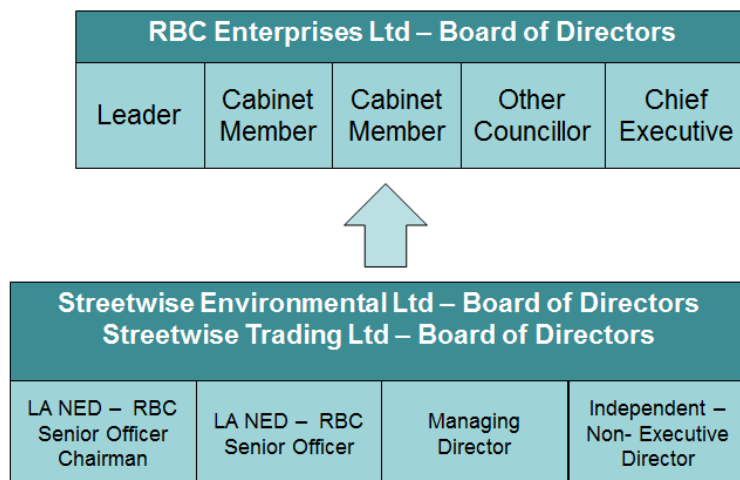 RBC Enterprises Ltd – Board of Directors
Leader
Cabinet
Member
Cabinet
Member
Other
Councillor
Chief
Executive
Streetwise Environmental Ltd – Board of Directors
Streetwise Trading Ltd – Board of Directors
LA NED – RBC
Senior Officer
Chairman
LA NED – RBC
Senior Officer
Managing
Director
Independent –
Non- Executive
Director